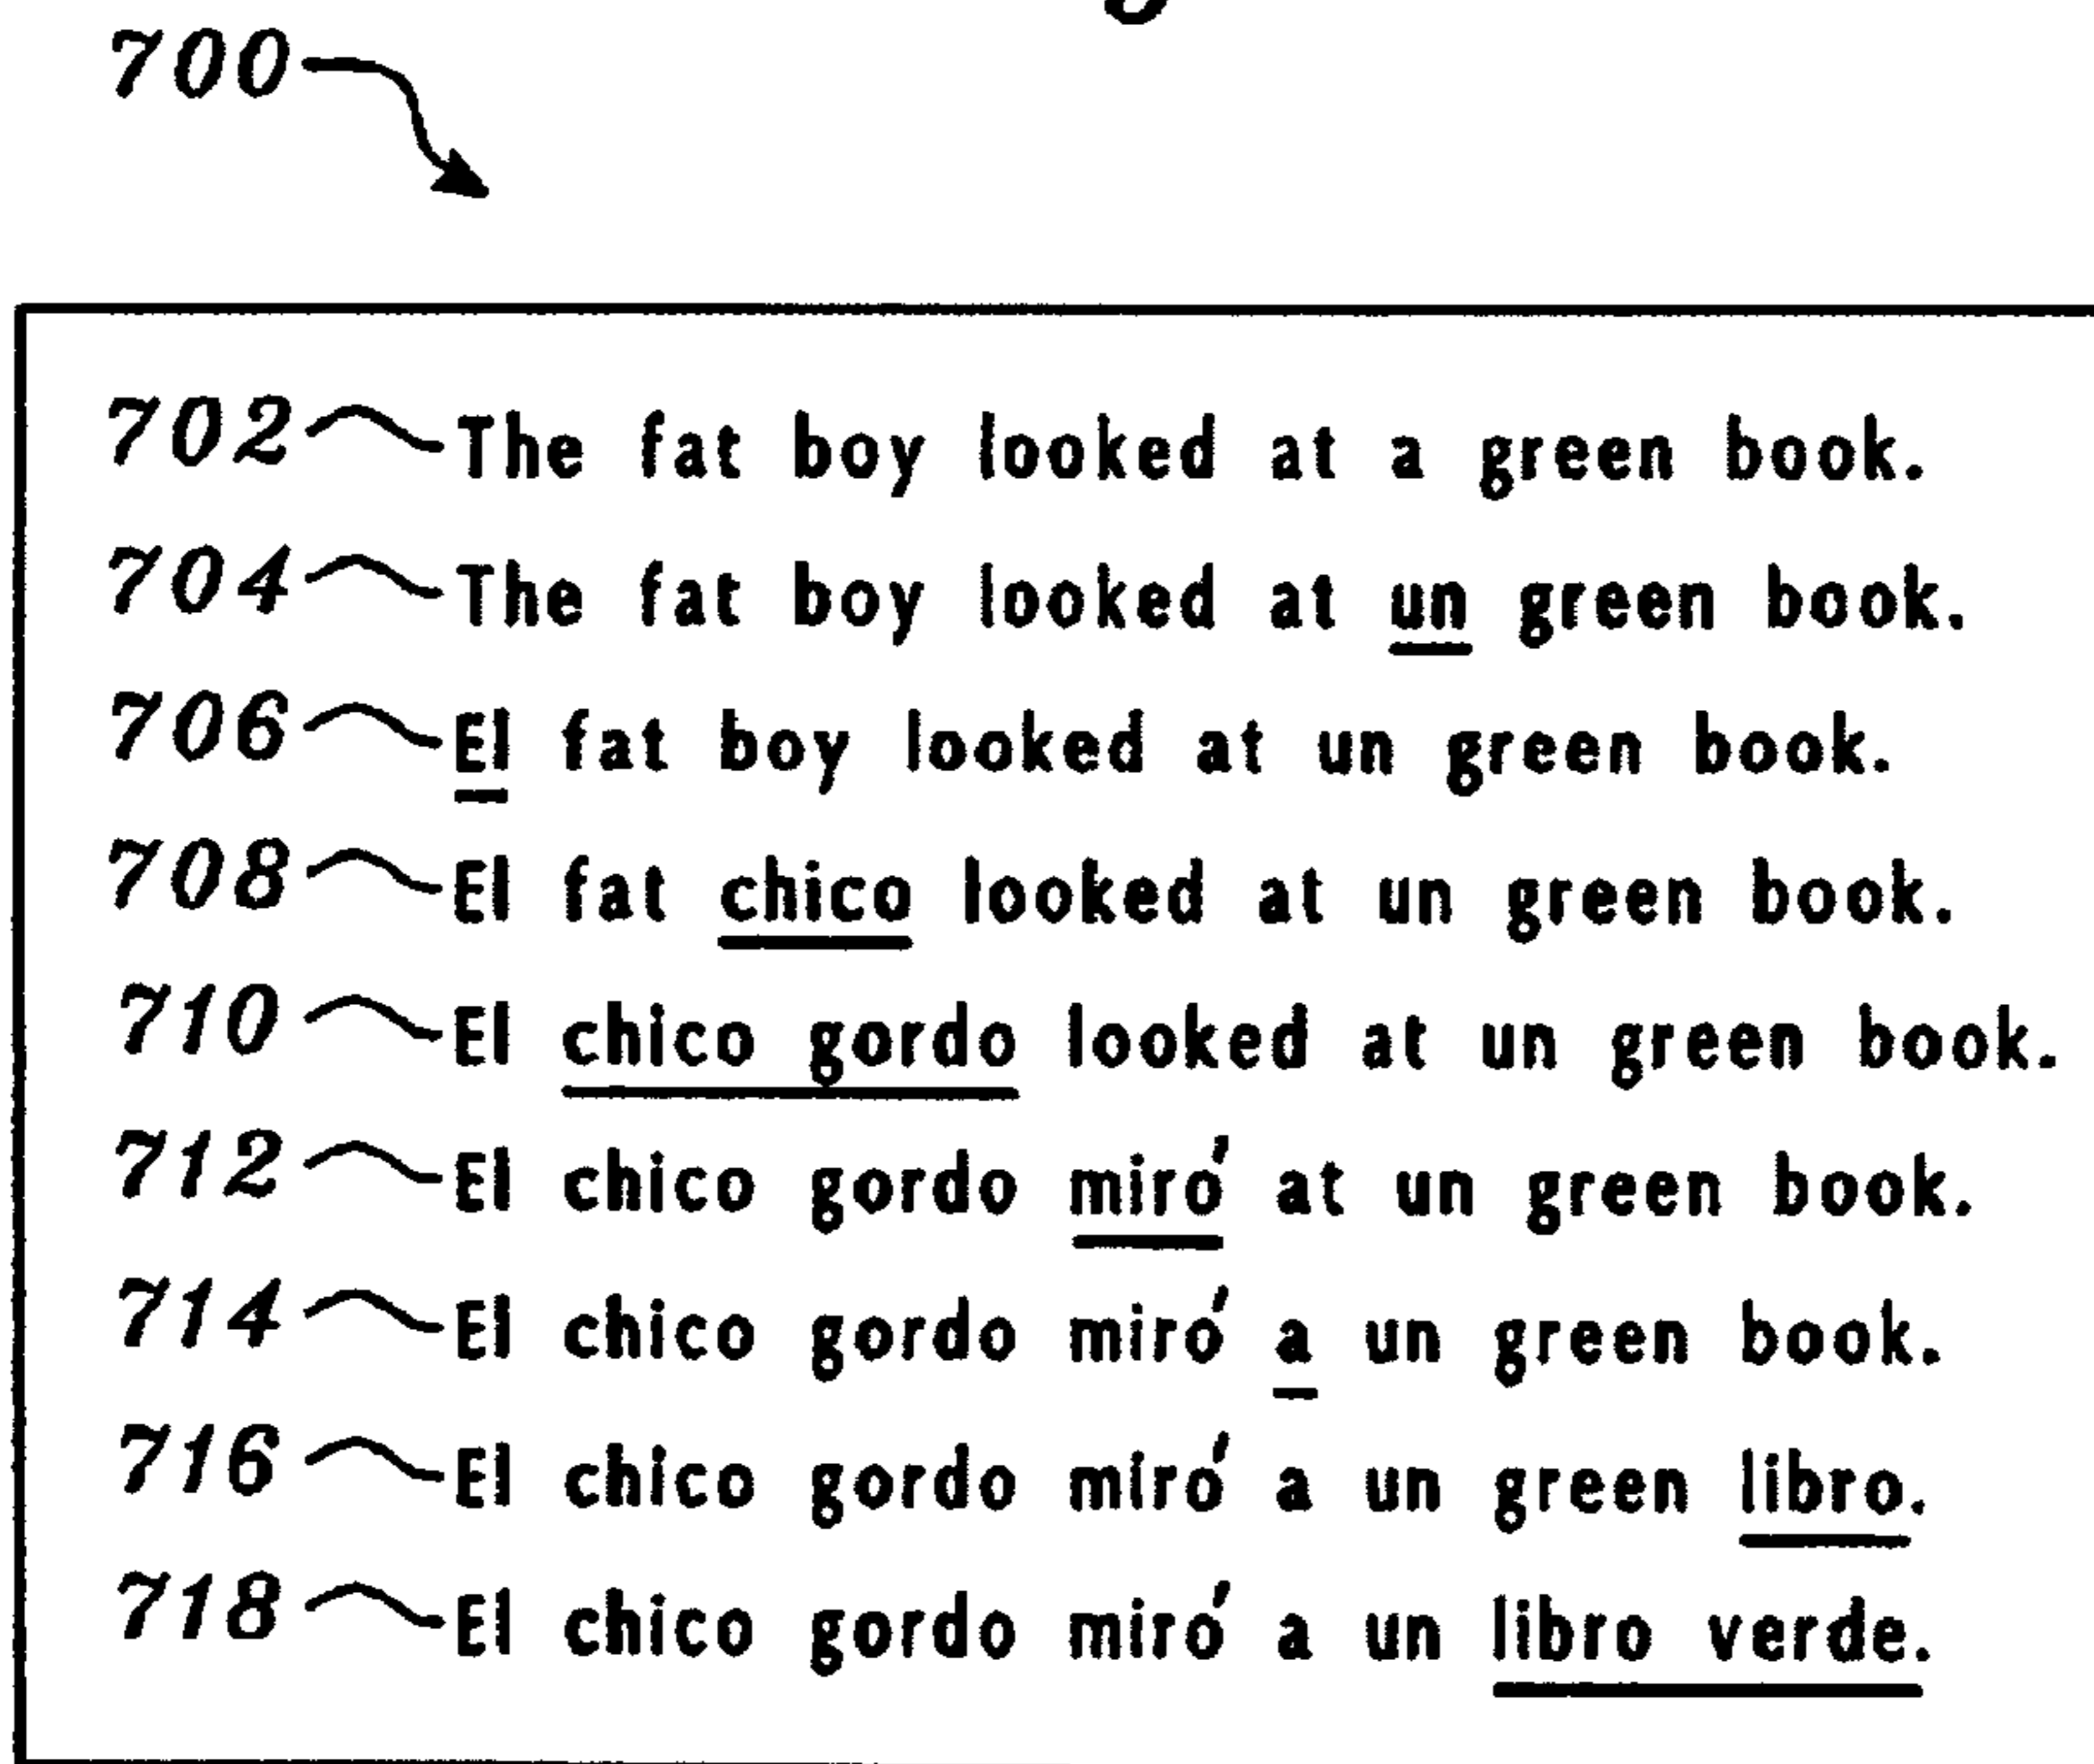 700
702 The fat boy looked at a green book.
704 The fat boy looked at un green book.
706 El fat boy looked at un green book.
708 El fat chico looked at un green book.
710 El chico gordo looked at un green book.
712 El chico gordo miró at un green book.
714 El chico gordo miró a un green book.
716 El chico gordo miró a un green libro.
718 El chico gordo miró a un libro verde.